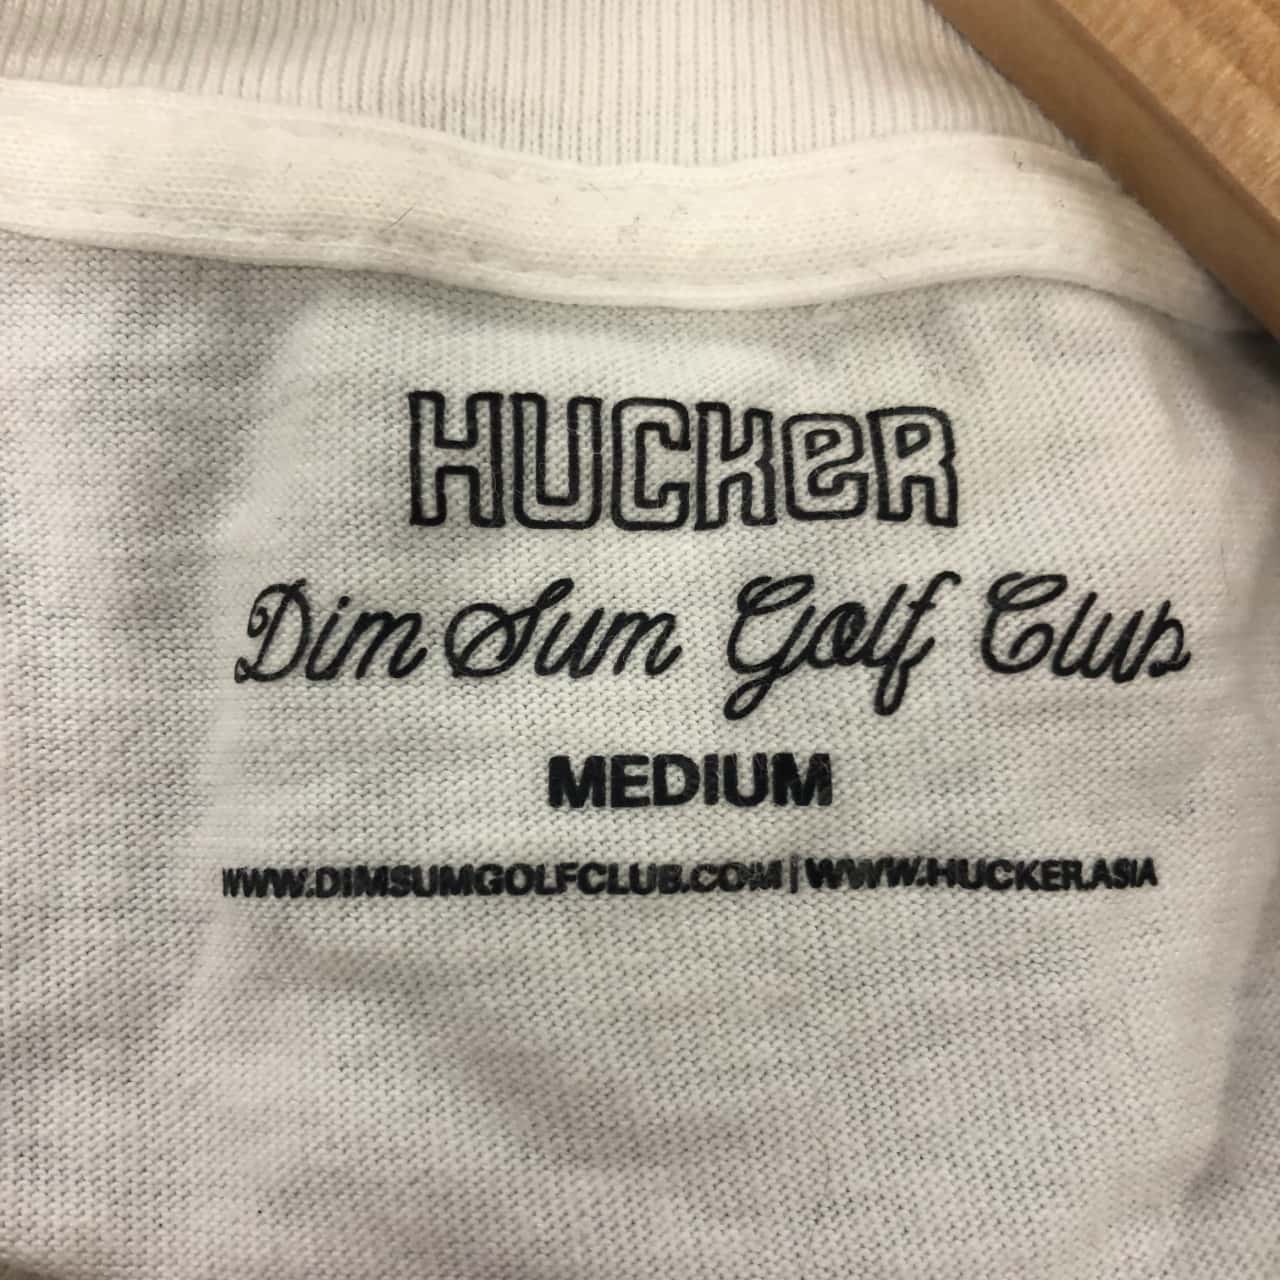 HUCKeR
Dim Sum Golf Club
MEDIUM
WWW.DIMSUMGOLFCLUB.COM | WWW.HUCKER.ASIA